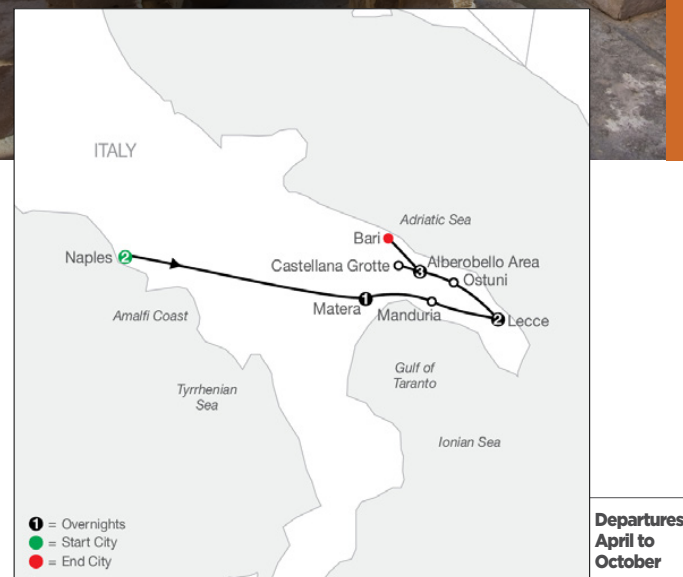 ITALY
Adriatic Sea
Bari
Naples 2
Castellana Grotte
3 Alberobello Area
Ostuni
Matera 1
Manduria
2 Lecce
Amalfi Coast
Gulf of
Taranto
Tyrrhenian
Sea
Ionian Sea
1 = Overnights
= Start City
= End City
Departures
April to
October